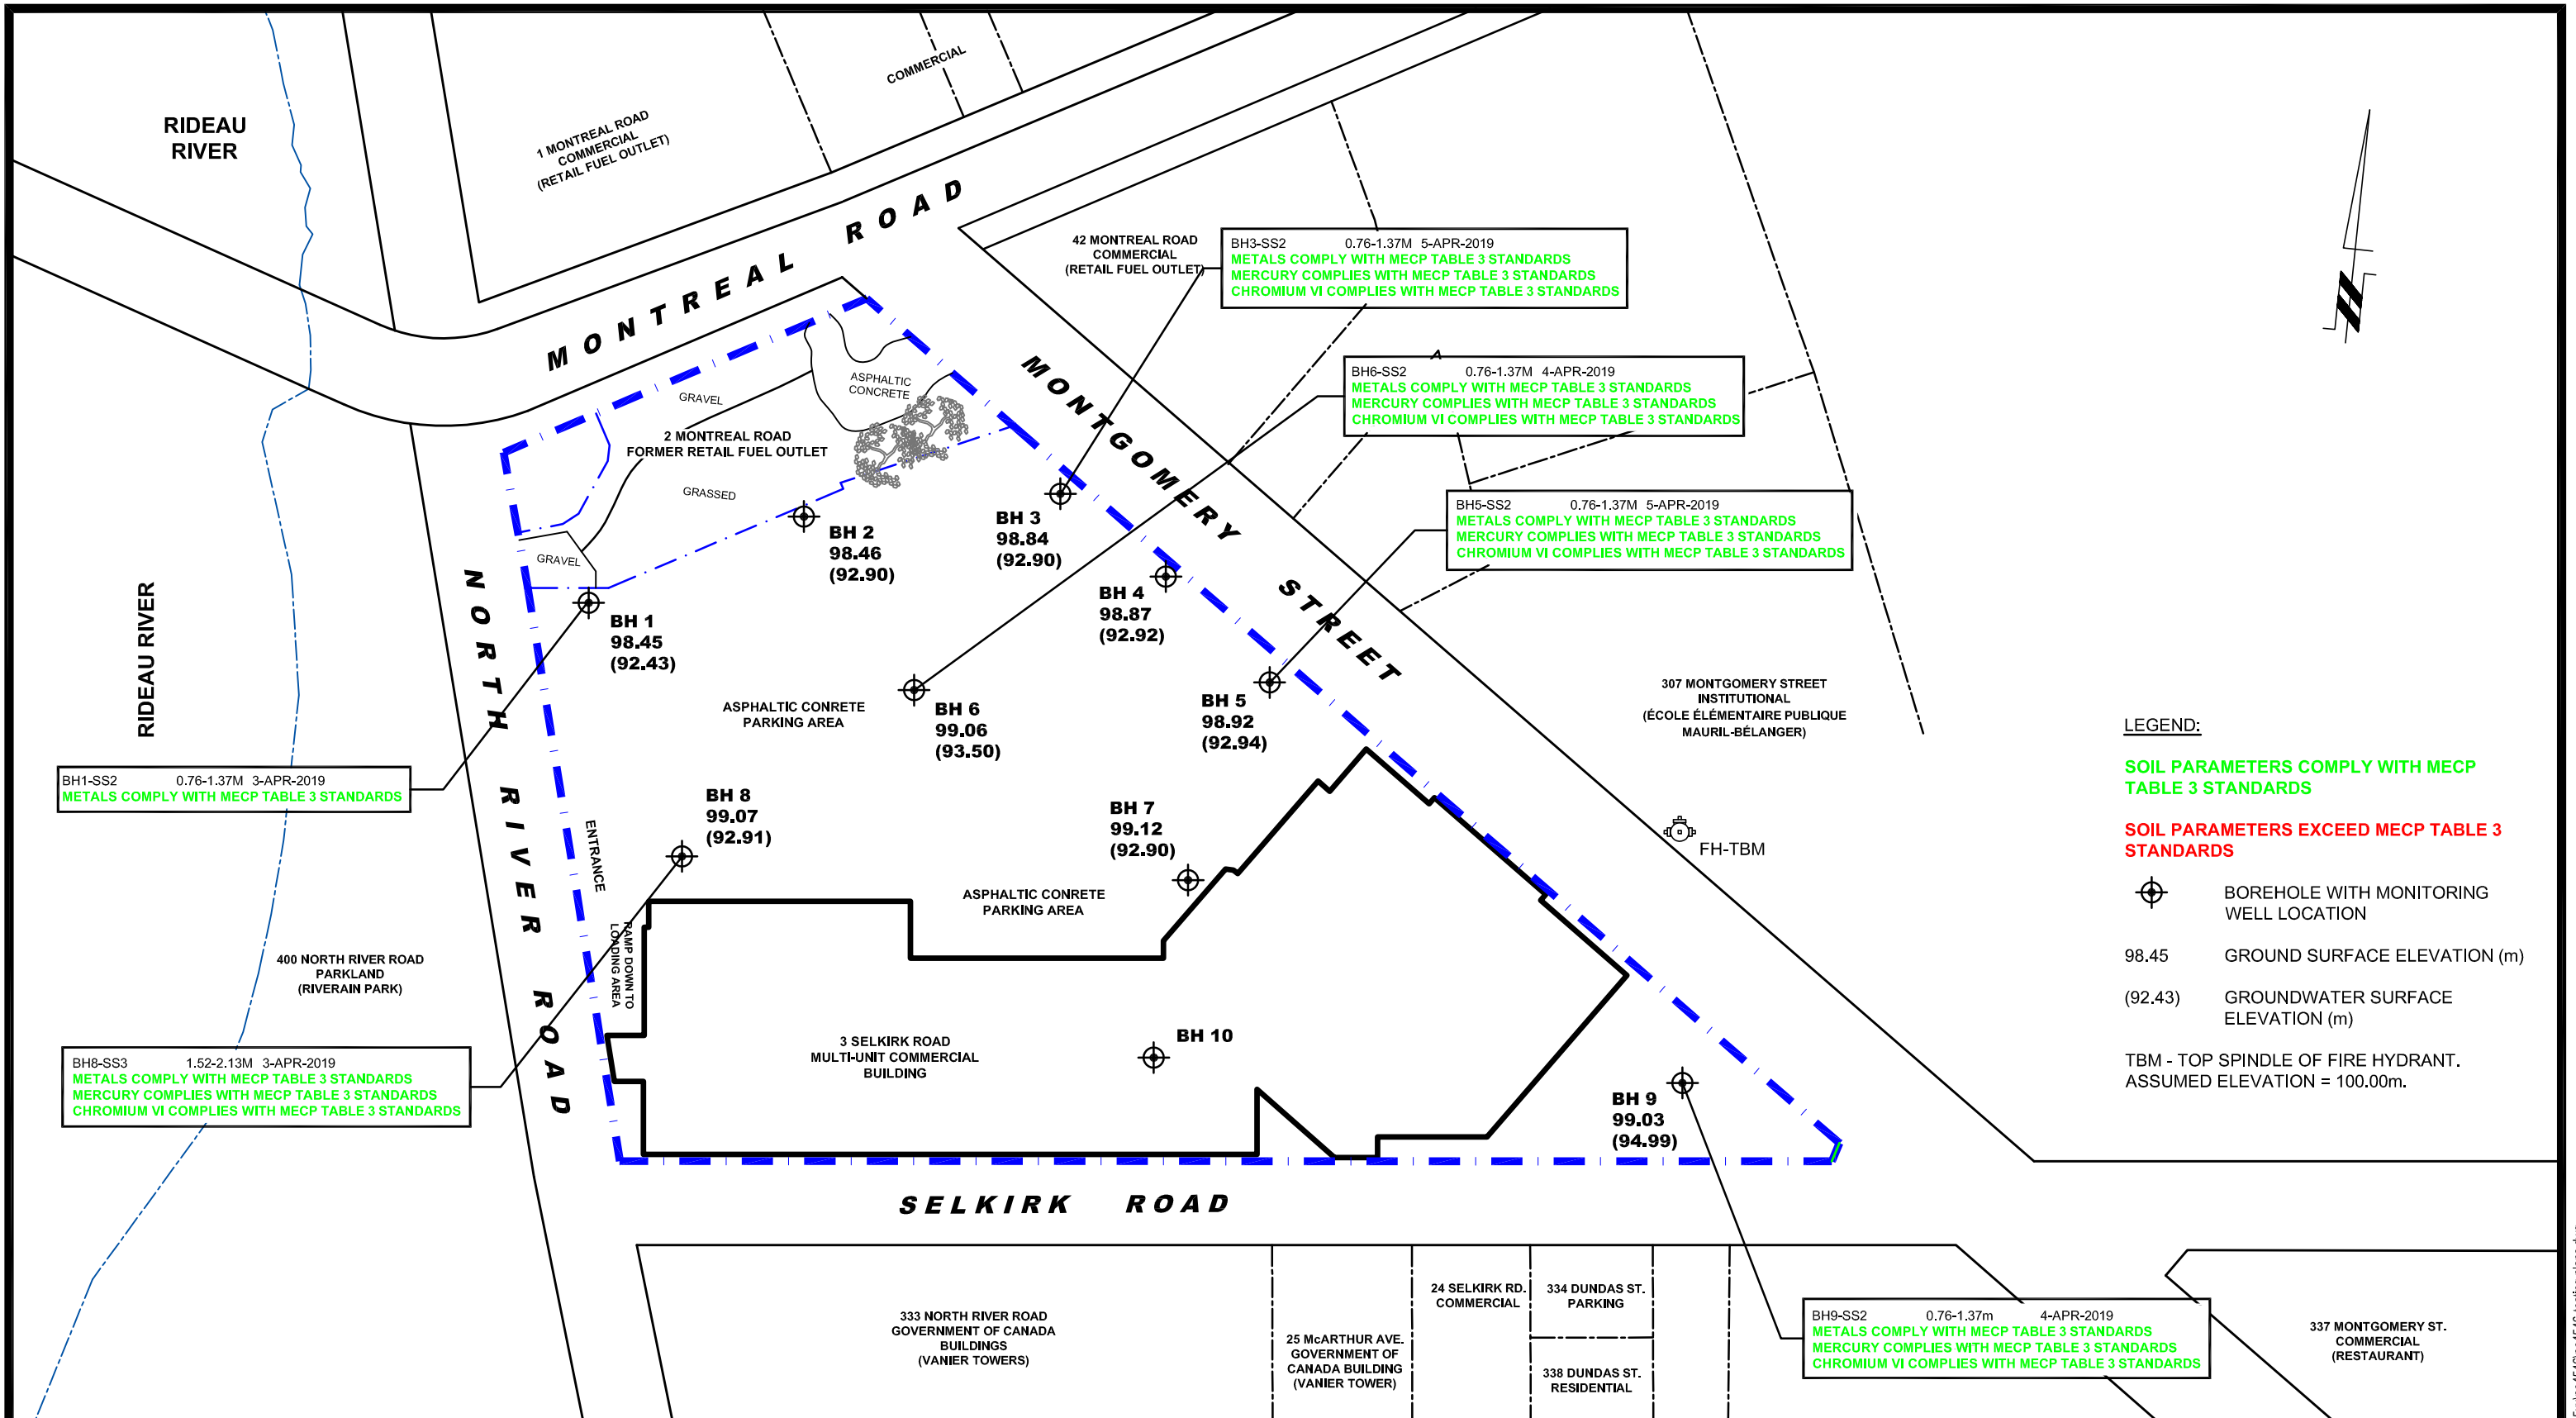 RIDEAU
RIVER
1 MONTREAL ROAD
COMMERCIAL
(RETAIL FUEL OUTLET)
COMMERCIAL
MONTREAL ROAD
42 MONTREAL ROAD
COMMERCIAL
(RETAIL FUEL OUTLET)
BH3-SS2 0.76-1.37M 5-APR-2019
METALS COMPLY WITH MECP TABLE 3 STANDARDS
MERCURY COMPLIES WITH MECP TABLE 3 STANDARDS
CHROMIUM VI COMPLIES WITH MECP TABLE 3 STANDARDS
BH6-SS2 0.76-1.37M 4-APR-2019
METALS COMPLY WITH MECP TABLE 3 STANDARDS
MERCURY COMPLIES WITH MECP TABLE 3 STANDARDS
CHROMIUM VI COMPLIES WITH MECP TABLE 3 STANDARDS
BH5-SS2 0.76-1.37M 5-APR-2019
METALS COMPLY WITH MECP TABLE 3 STANDARDS
MERCURY COMPLIES WITH MECP TABLE 3 STANDARDS
CHROMIUM VI COMPLIES WITH MECP TABLE 3 STANDARDS
MONTGOMERY STREET
ASPHALTIC
CONCRETE
GRAVEL
2 MONTREAL ROAD
FORMER RETAIL FUEL OUTLET
GRASSED
GRAVEL
BH 2
98.46
(92.90)
BH 3
98.84
(92.90)
BH 4
98.87
(92.92)
BH 1
98.45
(92.43)
BH 5
98.92
(92.94)
BH 6
99.06
(93.50)
ASPHALTIC CONRETE
PARKING AREA
RIDEAU RIVER
NORTH RIVER ROAD
307 MONTGOMERY STREET
INSTITUTIONAL
(ÉCOLE ÉLÉMENTAIRE PUBLIQUE
MAURIL-BÉLANGER)
BH1-SS2 0.76-1.37M 3-APR-2019
METALS COMPLY WITH MECP TABLE 3 STANDARDS
BH 8
99.07
(92.91)
BH 7
99.12
(92.90)
ENTRANCE
RAMP DOWN TO
LOADING AREA
ASPHALTIC CONRETE
PARKING AREA
FH-TBM
400 NORTH RIVER ROAD
PARKLAND
(RIVERAIN PARK)
BH8-SS3 1.52-2.13M 3-APR-2019
METALS COMPLY WITH MECP TABLE 3 STANDARDS
MERCURY COMPLIES WITH MECP TABLE 3 STANDARDS
CHROMIUM VI COMPLIES WITH MECP TABLE 3 STANDARDS
3 SELKIRK ROAD
MULTI-UNIT COMMERCIAL
BUILDING
BH 10
BH 9
99.03
(94.99)
SELKIRK ROAD
LEGEND:
SOIL PARAMETERS COMPLY WITH MECP
TABLE 3 STANDARDS
SOIL PARAMETERS EXCEED MECP TABLE 3
STANDARDS
BOREHOLE WITH MONITORING
WELL LOCATION
98.45 GROUND SURFACE ELEVATION (m)
(92.43) GROUNDWATER SURFACE
ELEVATION (m)
TBM - TOP SPINDLE OF FIRE HYDRANT.
ASSUMED ELEVATION = 100.00m.
333 NORTH RIVER ROAD
GOVERNMENT OF CANADA
BUILDINGS
(VANIER TOWERS)
25 McARTHUR AVE.
GOVERNMENT OF
CANADA BUILDING
(VANIER TOWER)
24 SELKIRK RD.
COMMERCIAL
334 DUNDAS ST.
PARKING
338 DUNDAS ST.
RESIDENTIAL
BH9-SS2 0.76-1.37m 4-APR-2019
METALS COMPLY WITH MECP TABLE 3 STANDARDS
MERCURY COMPLIES WITH MECP TABLE 3 STANDARDS
CHROMIUM VI COMPLIES WITH MECP TABLE 3 STANDARDS
337 MONTGOMERY ST.
COMMERCIAL
(RESTAURANT)